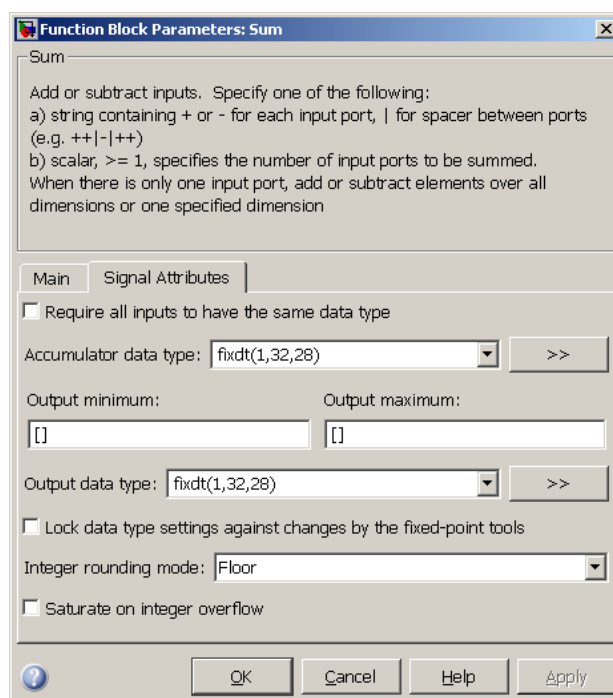 Function Block Parameters: Sum
Sum
Add or subtract inputs. Specify one of the following:
a) string containing + or - for each input port, | for spacer between ports
(e.g. ++|-|++)
b) scalar, >= 1, specifies the number of input ports to be summed.
When there is only one input port, add or subtract elements over all
dimensions or one specified dimension
Main Signal Attributes
Require all inputs to have the same data type
Accumulator data type: fixdt(1,32,28) >>
Output minimum: Output maximum:
[] []
Output data type: fixdt(1,32,28) >>
Lock data type settings against changes by the fixed-point tools
Integer rounding mode: Floor
Saturate on integer overflow
? OK Cancel Help Apply